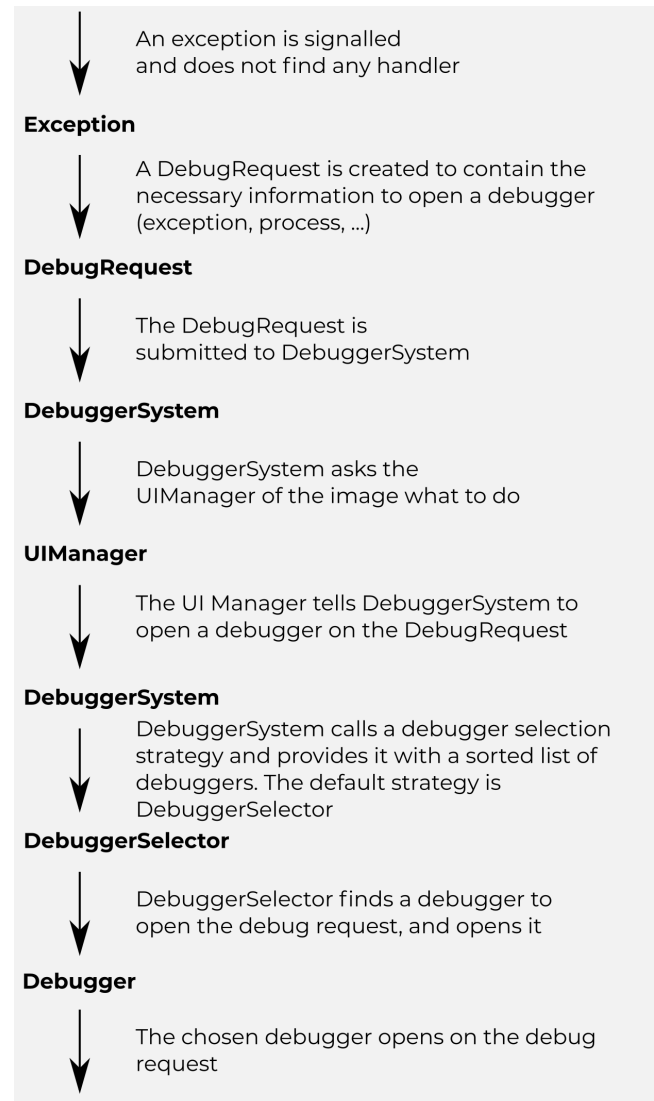 An exception is signalled
and does not find any handler
Exception
A DebugRequest is created to contain the
necessary information to open a debugger
(exception, process, ...)
DebugRequest
The DebugRequest is
submitted to DebuggerSystem
DebuggerSystem
DebuggerSystem asks the
UIManager of the image what to do
UIManager
The UI Manager tells DebuggerSystem to
open a debugger on the DebugRequest
DebuggerSystem
DebuggerSystem calls a debugger selection
strategy and provides it with a sorted list of
debuggers. The default strategy is
DebuggerSelector
DebuggerSelector
DebuggerSelector finds a debugger to
open the debug request, and opens it
Debugger
The chosen debugger opens on the debug
request